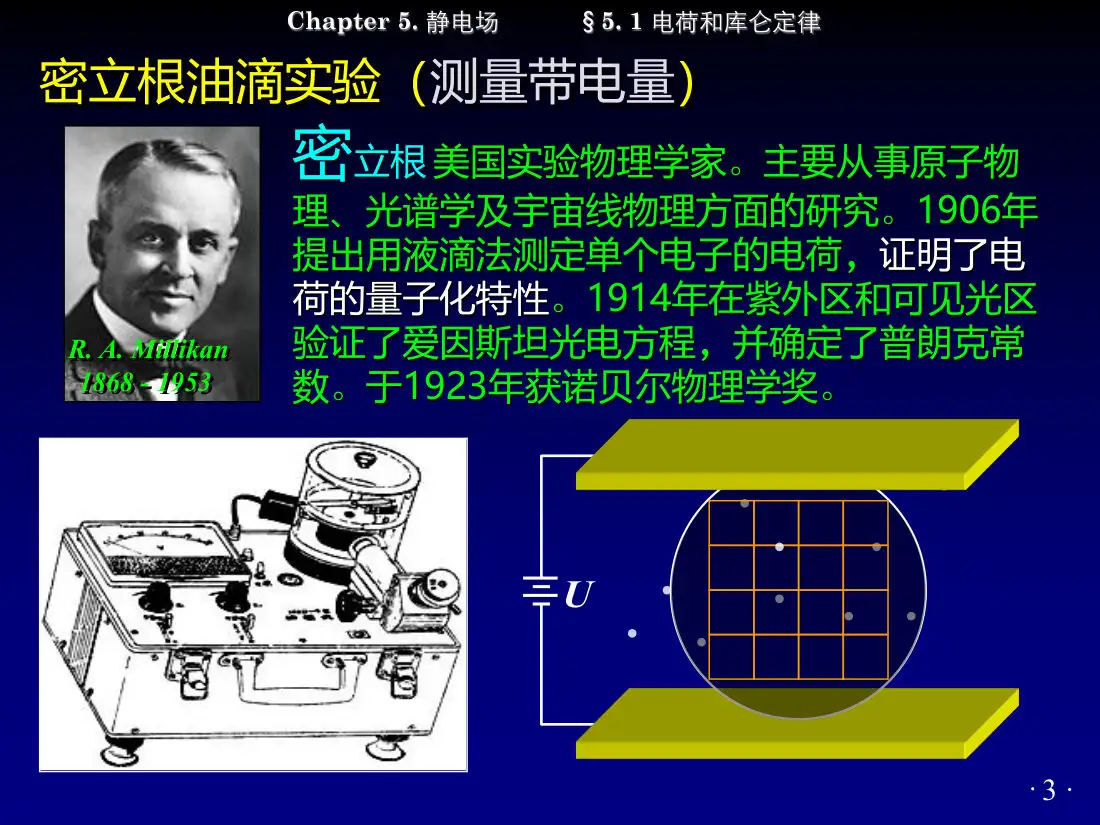 Chapter 5. 静电场 §5. 1 电荷和库仑定律
密立根油滴实验（测量带电量）
密立根 美国实验物理学家。主要从事原子物
理、光谱学及宇宙线物理方面的研究。1906年
提出用液滴法测定单个电子的电荷，证明了电
荷的量子化特性。1914年在紫外区和可见光区
验证了爱因斯坦光电方程，并确定了普朗克常
数。于1923年获诺贝尔物理学奖。
R. A. Millikan
1868 – 1953
U
· 3 ·